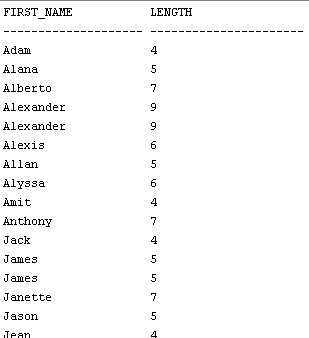 FIRST_NAME LENGTH
-------------------- ----------------------
Adam 4
Alana 5
Alberto 7
Alexander 9
Alexander 9
Alexis 6
Allan 5
Alyssa 6
Amit 4
Anthony 7
Jack 4
James 5
James 5
Janette 7
Jason 5
Jean 4